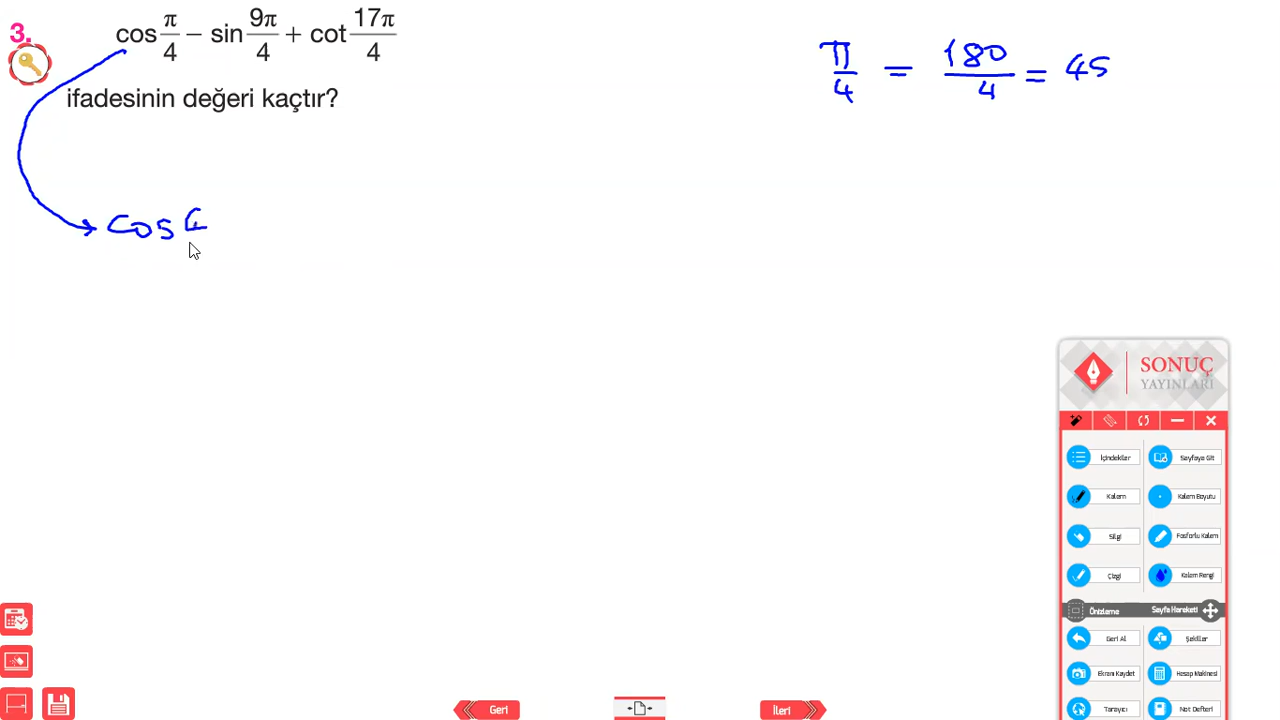 3. cos π/4 − sin 9π/4 + cot 17π/4
ifadesinin değeri kaçtır?
π/4 = 180/4 = 45
cos 4
SONUÇ
YAYINLARI
İçindekiler
Sayfaya Git
Kalem
Kalem Boyutu
Silgi
Fosforlu Kalem
Çizgi
Kalem Rengi
Önizleme
Sayfa Hareketi
Geri Al
Şekiller
Ekran Kaydet
Hesap Makinesi
Tarayıcı
Not Defteri
Geri
İleri